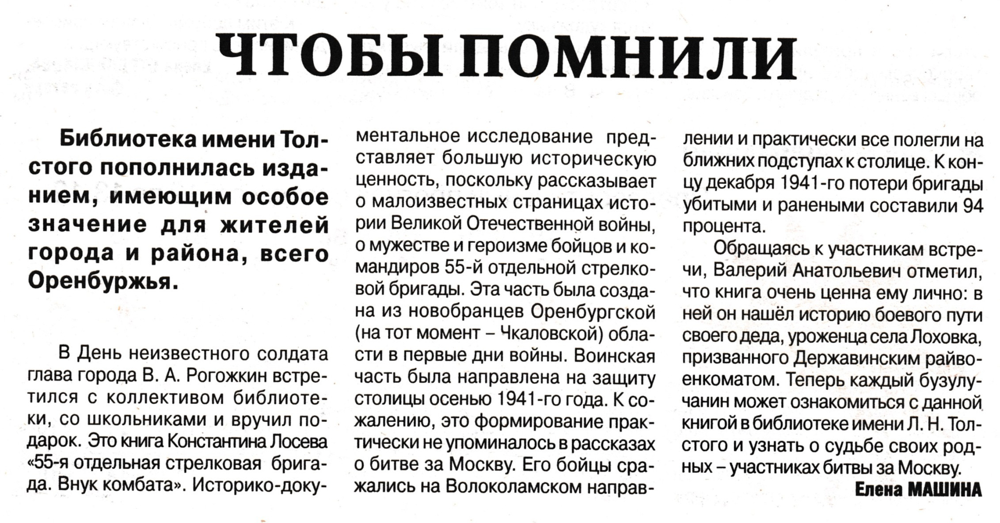 ЧТОБЫ ПОМНИЛИ
Библиотека имени Тол-
стого пополнилась изда-
нием, имеющим особое
значение для жителей
города и района, всего
Оренбуржья.
В День неизвестного солдата
глава города В. А. Рогожкин встре-
тился с коллективом библиоте-
ки, со школьниками и вручил по-
дарок. Это книга Константина Лосева
«55-я отдельная стрелковая брига-
да. Внук комбата». Историко-доку-
ментальное исследование пред-
ставляет большую историческую
ценность, поскольку рассказывает
о малоизвестных страницах исто-
рии Великой Отечественной войны,
о мужестве и героизме бойцов и ко-
мандиров 55-й отдельной стрелко-
вой бригады. Эта часть была созда-
на из новобранцев Оренбургской
(на тот момент – Чкаловской) обла-
сти в первые дни войны. Воинская
часть была направлена на защиту
столицы осенью 1941-го года. К со-
жалению, это формирование прак-
тически не упоминалось в рассказах
о битве за Москву. Его бойцы сра-
жались на Волоколамском направ-
лении и практически все полегли на
ближних подступах к столице. К кон-
цу декабря 1941-го потери бригады
убитыми и ранеными составили 94
процента.
Обращаясь к участникам встре-
чи, Валерий Анатольевич отметил,
что книга очень ценна ему лично: в
ней он нашёл историю боевого пути
своего деда, уроженца села Лоховка,
призванного Державинским райво-
енкоматом. Теперь каждый бузулу-
чанин может ознакомиться с данной
книгой в библиотеке имени Л. Н. Тол-
стого и узнать о судьбе своих род-
ных – участниках битвы за Москву.
Елена МАШИНА